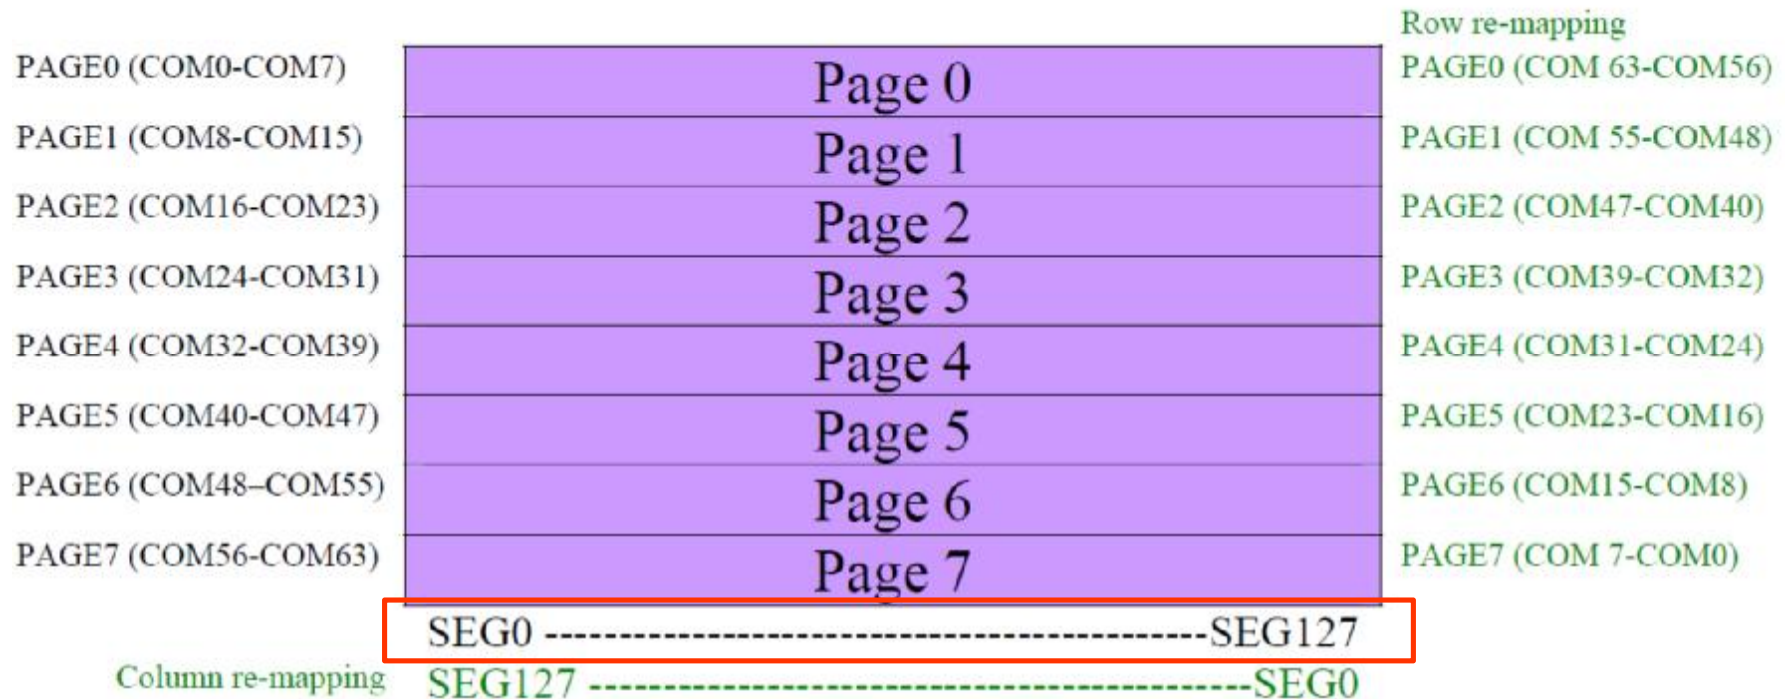 Row re-mapping
PAGE0 (COM0-COM7) Page 0 PAGE0 (COM 63-COM56)
PAGE1 (COM8-COM15) Page 1 PAGE1 (COM 55-COM48)
PAGE2 (COM16-COM23) Page 2 PAGE2 (COM47-COM40)
PAGE3 (COM24-COM31) Page 3 PAGE3 (COM39-COM32)
PAGE4 (COM32-COM39) Page 4 PAGE4 (COM31-COM24)
PAGE5 (COM40-COM47) Page 5 PAGE5 (COM23-COM16)
PAGE6 (COM48–COM55) Page 6 PAGE6 (COM15-COM8)
PAGE7 (COM56-COM63) Page 7 PAGE7 (COM 7-COM0)
SEG0 ---------------------------------------------SEG127
Column re-mapping SEG127 ---------------------------------------------SEG0